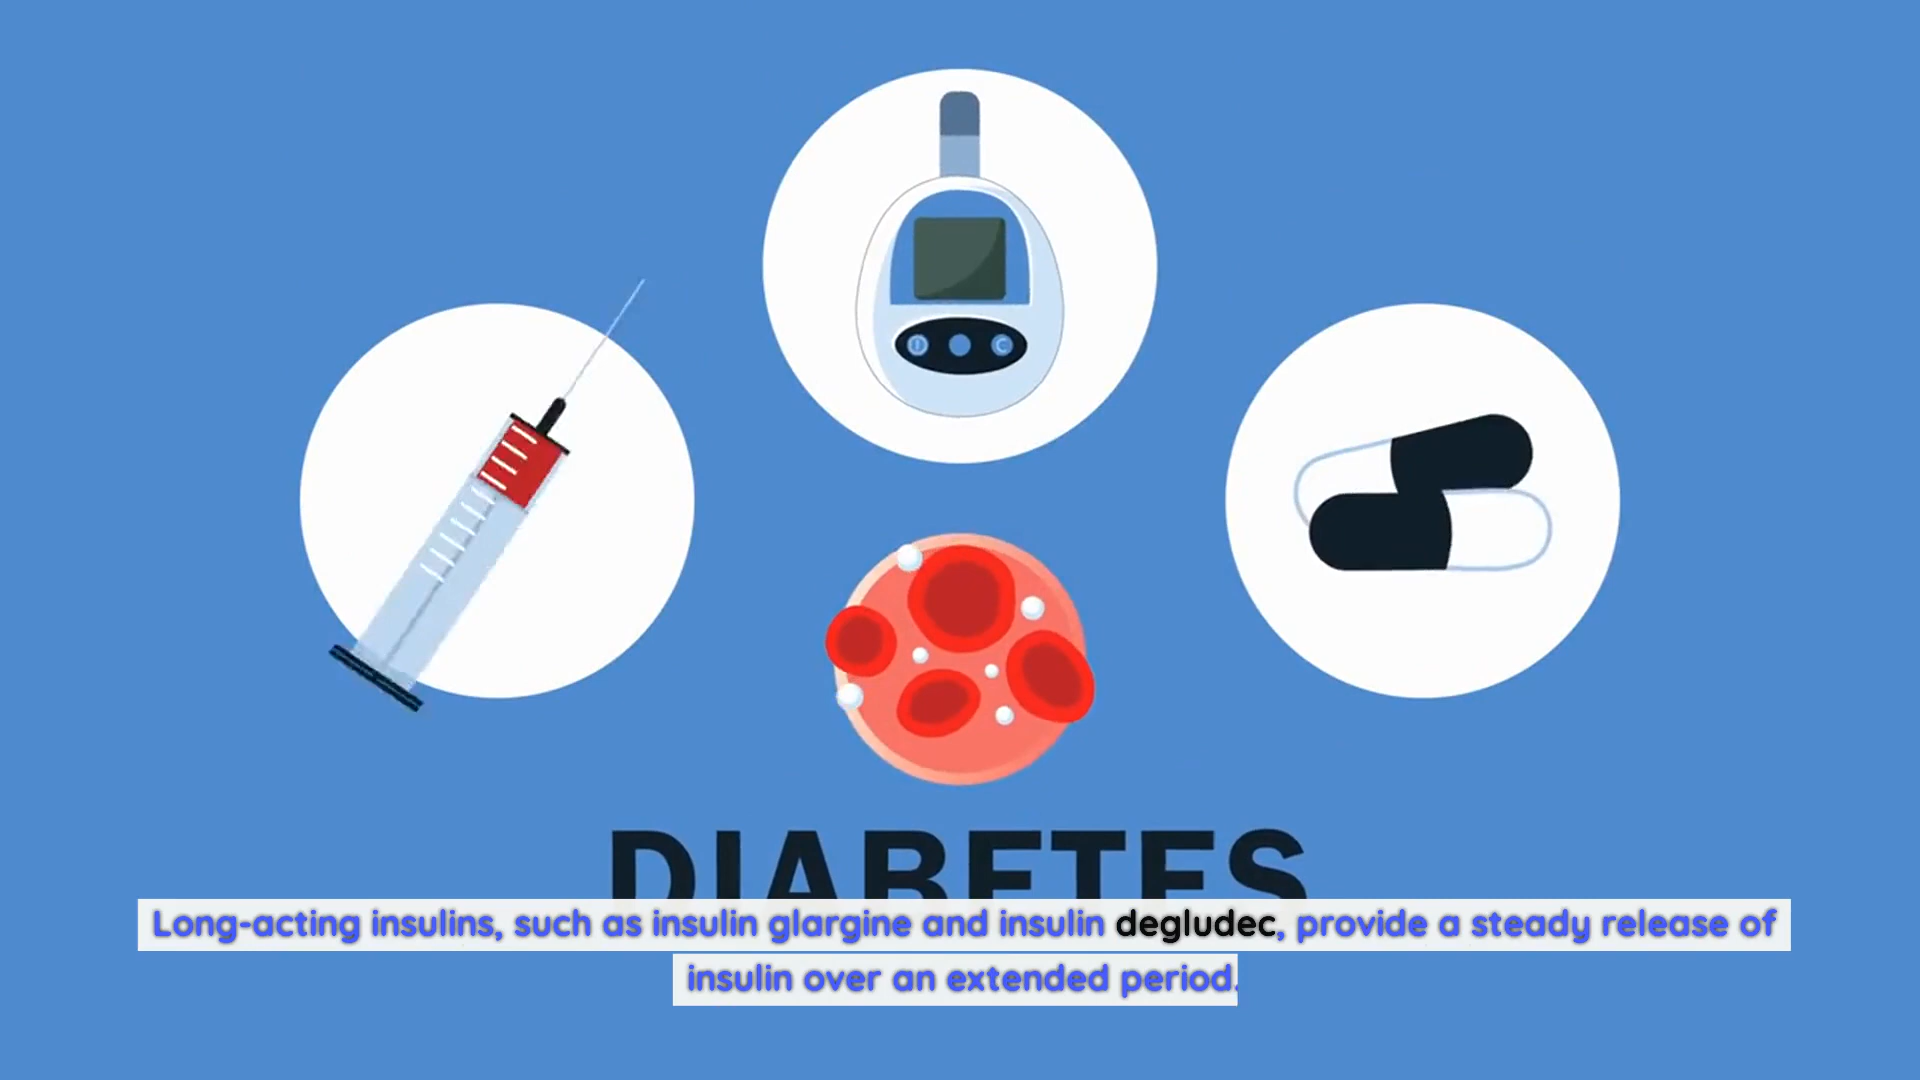 DIABETES
Long-acting insulins, such as insulin glargine and insulin degludec, provide a steady release of
insulin over an extended period.